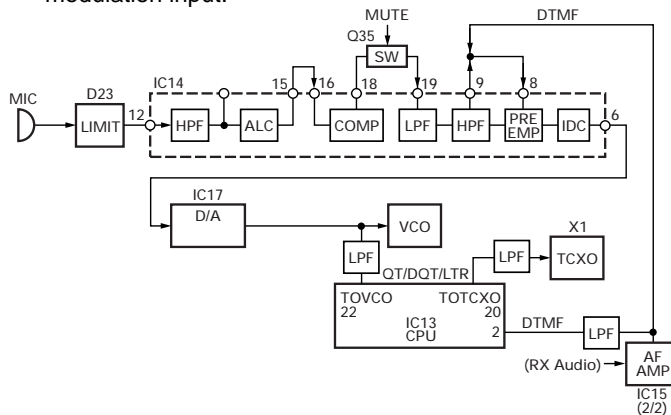 modulation input.
MUTE
DTMF
Q35
SW
IC14
15
16
18
19
9
8
D23
MIC
LIMIT
12
HPF
ALC
COMP
LPF
HPF
PRE
EMP
IDC
6
IC17
D/A
VCO
X1
LPF
LPF
TCXO
QT/DQT/LTR
TOVCO
TOTCXO
22
20
IC13
CPU
2
DTMF
LPF
(RX Audio)
AF
AMP
IC15
(2/2)